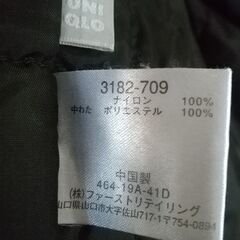 UNI
QLO
3182-709
ナイロン 100%
中わた ポリエステル 100%
中国製
464-19A-41D
(株)ファーストリテイリング
山口県山口市大字佐山717-1 〒754-0894